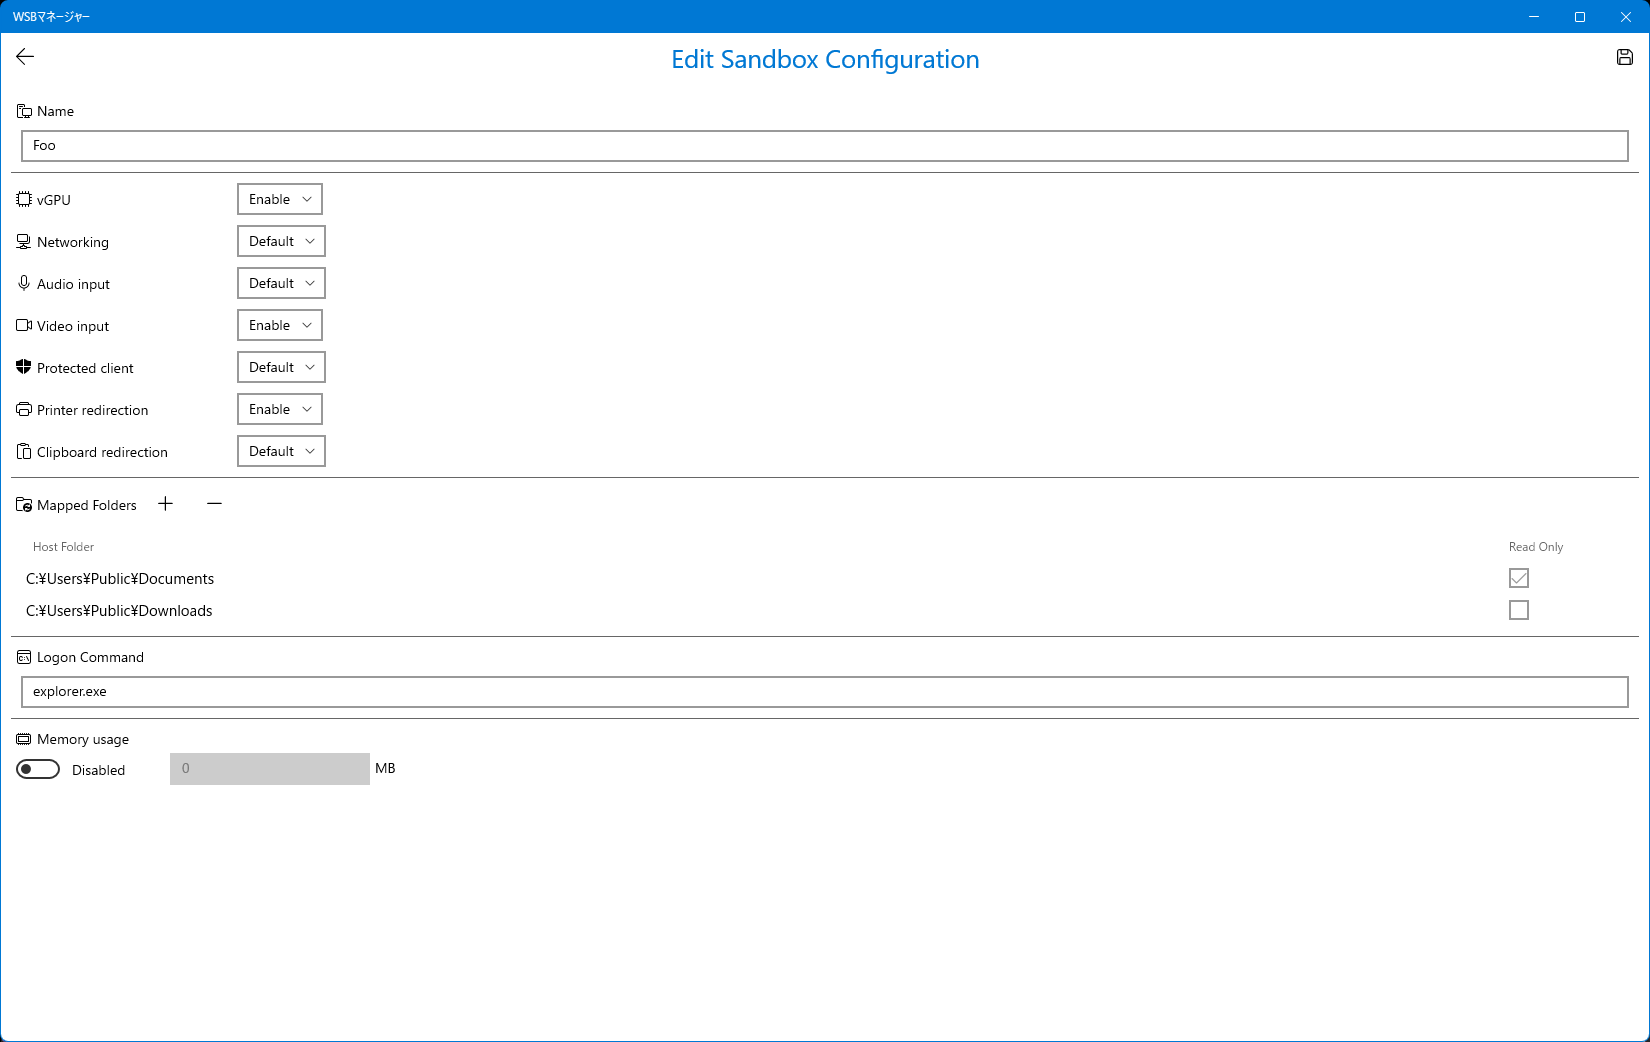 WSBマネージャー
Edit Sandbox Configuration
Name
Foo
vGPU Enable
Networking Default
Audio input Default
Video input Enable
Protected client Default
Printer redirection Enable
Clipboard redirection Default
Mapped Folders
Host Folder Read Only
C:¥Users¥Public¥Documents
C:¥Users¥Public¥Downloads
Logon Command
explorer.exe
Memory usage
Disabled 0 MB